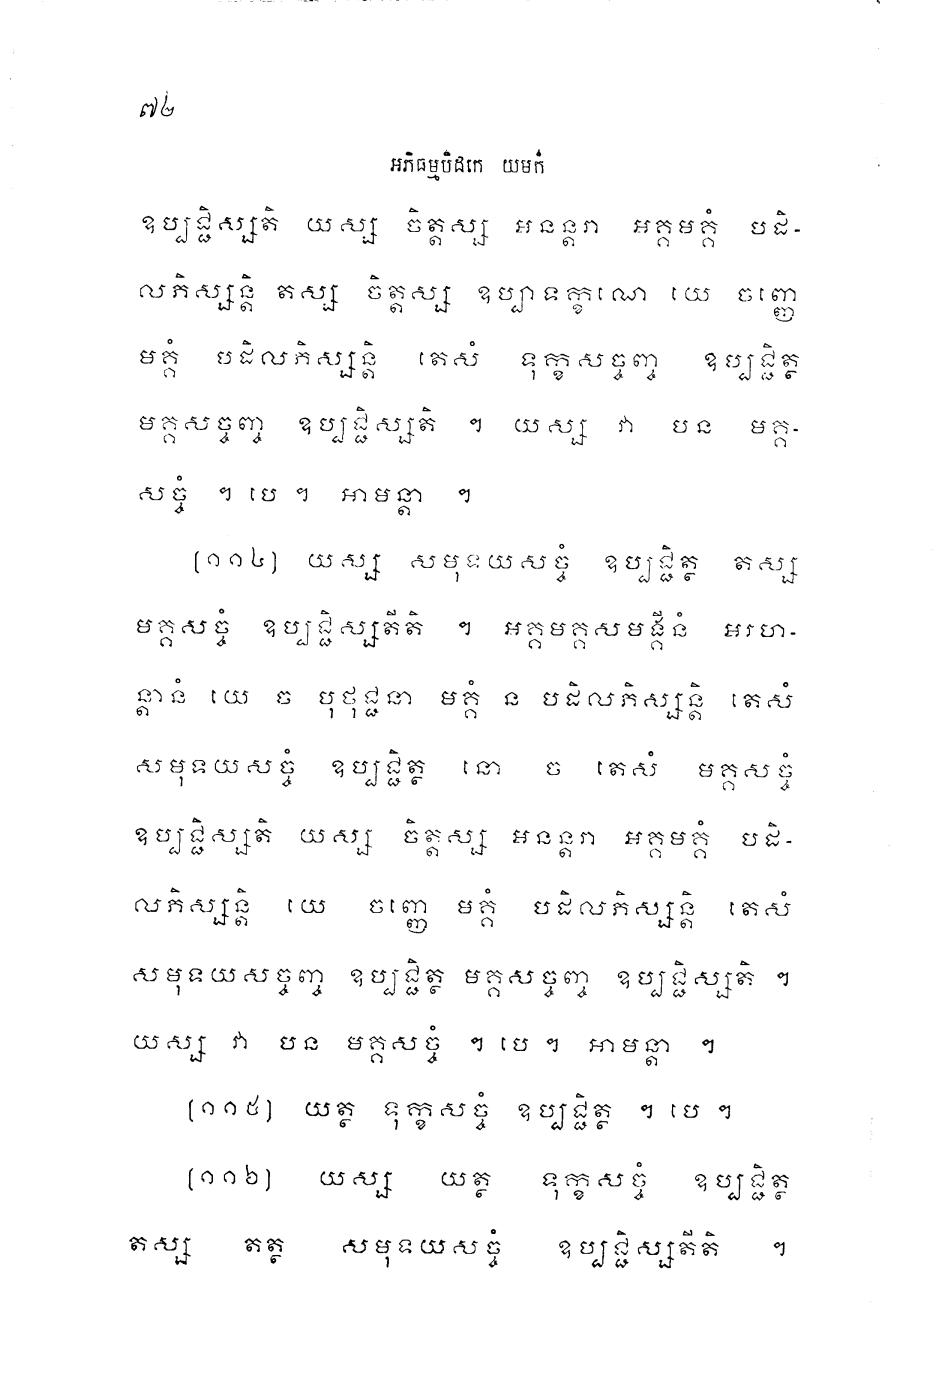 ៧២
អភិធម្មបិដកេ យមកំ
ឧប្បជ្ជិស្សតិ យស្ស ចិត្តស្ស អនន្តរា អគ្គមគ្គំ បដិ-
លភិស្សន្តិ តស្ស ចិត្តស្ស ឧប្បាទក្ខណេ យេ ចញ្ញេ
មគ្គំ បដិលភិស្សន្តិ តេសំ ទុក្ខសច្ចញ្ច ឧប្បជ្ជិត្ថ
មគ្គសច្ចញ្ច ឧប្បជ្ជិស្សតិ ។ យស្ស វា បន មគ្គ-
សច្ចំ ។ បេ ។ អាមន្តា ។
(១១៤) យស្ស សមុទយសច្ចំ ឧប្បជ្ជិត្ថ តស្ស
មគ្គសច្ចំ ឧប្បជ្ជិស្សតីតិ ។ អគ្គមគ្គសមង្គីនំ អរហ-
ន្តានំ យេ ច បុថុជ្ជនា មគ្គំ ន បដិលភិស្សន្តិ តេសំ
សមុទយសច្ចំ ឧប្បជ្ជិត្ថ នោ ច តេសំ មគ្គសច្ចំ
ឧប្បជ្ជិស្សតិ យស្ស ចិត្តស្ស អនន្តរា អគ្គមគ្គំ បដិ-
លភិស្សន្តិ យេ ចញ្ញេ មគ្គំ បដិលភិស្សន្តិ តេសំ
សមុទយសច្ចញ្ច ឧប្បជ្ជិត្ថ មគ្គសច្ចញ្ច ឧប្បជ្ជិស្សតិ ។
យស្ស វា បន មគ្គសច្ចំ ។ បេ ។ អាមន្តា ។
(១១៥) យត្ថ ទុក្ខសច្ចំ ឧប្បជ្ជិត្ថ ។ បេ ។
(១១៦) យស្ស យត្ថ ទុក្ខសច្ចំ ឧប្បជ្ជិត្ថ
តស្ស តត្ថ សមុទយសច្ចំ ឧប្បជ្ជិស្សតីតិ ។